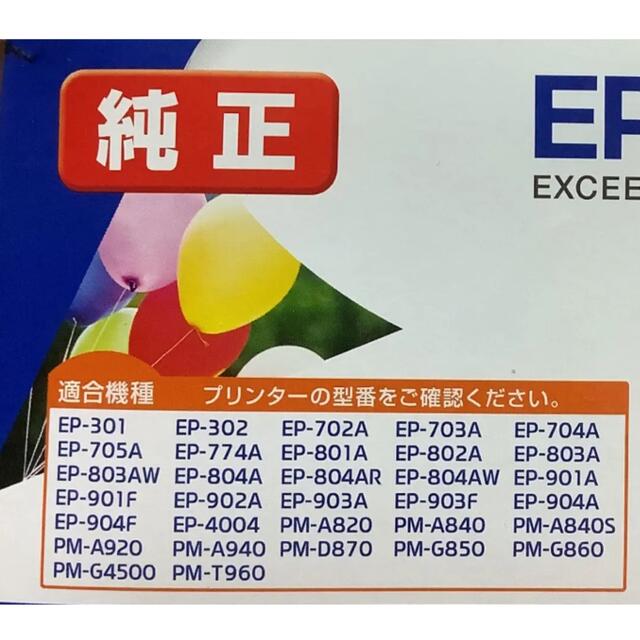 純正
EP
EXCEE
適合機種 プリンターの型番をご確認ください。
EP-301 EP-302 EP-702A EP-703A EP-704A
EP-705A EP-774A EP-801A EP-802A EP-803A
EP-803AW EP-804A EP-804AR EP-804AW EP-901A
EP-901F EP-902A EP-903A EP-903F EP-904A
EP-904F EP-4004 PM-A820 PM-A840 PM-A840S
PM-A920 PM-A940 PM-D870 PM-G850 PM-G860
PM-G4500 PM-T960